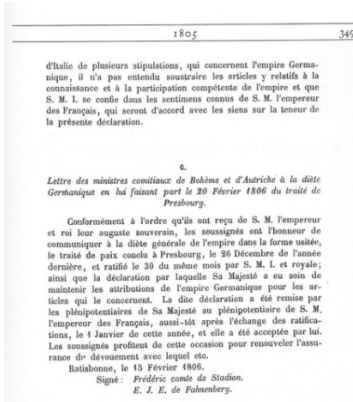 1805 349
d'Italie de plusieurs stipulations, qui concernent l'empire Germa-
nique, il n'a pas entendu soustraire les articles y relatifs à la
connaissance et à la participation compétente de l'empire et que
S. M. I. se confie dans les sentimens connus de S. M. l'empereur
des Français, qui seront d'accord avec les siens sur la teneur de
la présente déclaration.
6.
Lettre des ministres comitiaux de Bohème et d'Autriche à la diète
Germanique en lui faisant part le 20 Février 1806 du traité de
Presbourg.
Conformément à l'ordre qu'ils ont reçu de S. M. l'empereur
et roi leur auguste souverain, les soussignés ont l'honneur de
communiquer à la diète générale de l'empire dans la forme usitée,
le traité de paix conclu à Presbourg, le 26 Décembre de l'année
dernière, et ratifié le 30 du même mois par S. M. I. et royale;
ainsi que la déclaration par laquelle Sa Majesté a eu soin de
maintenir les attributions de l'empire Germanique pour les ar-
ticles qui le concernent. La dite déclaration a été remise par
les plénipotentiaires de Sa Majesté au plénipotentiaire de S. M.
l'empereur des Français, aussi-tôt après l'échange des ratifica-
tions, le 1 Janvier de cette année, et elle a été acceptée par lui.
Les soussignés profitent de cette occasion pour renouveler l'assu-
rance de dévouement avec lequel etc.
Ratisbonne, le 15 Février 1806.
Signé: Frédéric comte de Stadion.
E. J. E. de Fahnenberg.